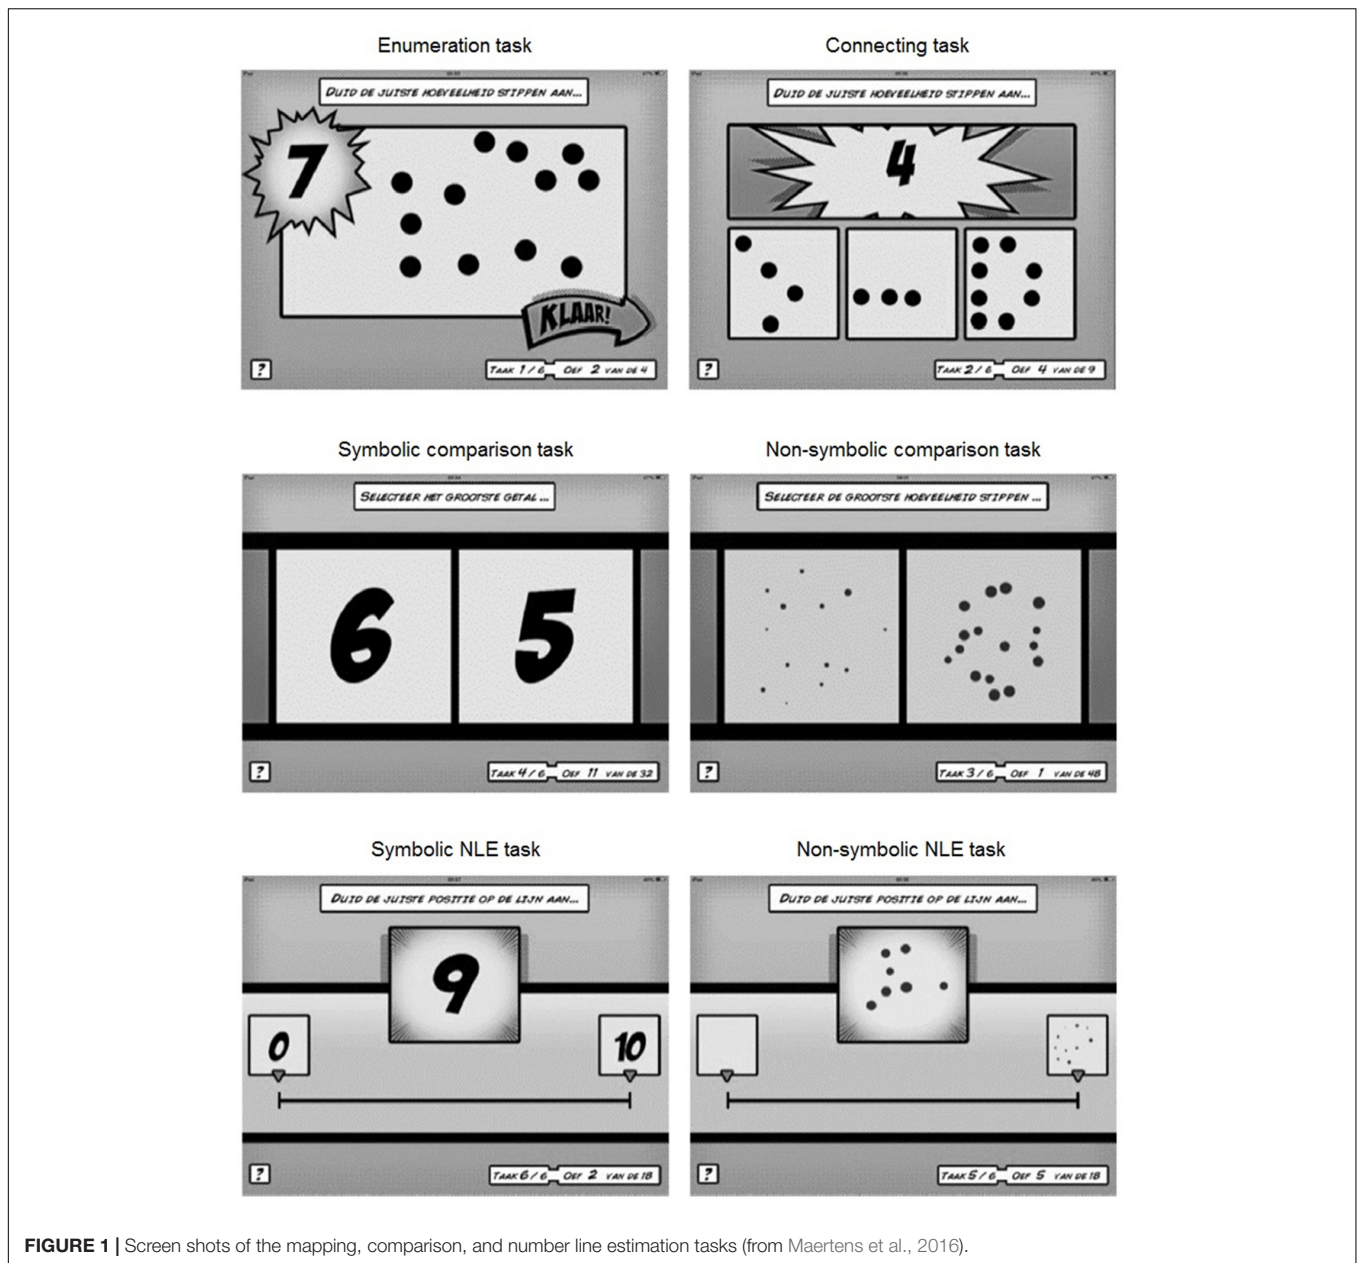 Enumeration task
DUID DE JUISTE HOEVEELHEID STIPPEN AAN...
7
KLAAR!
?
TAAK 1 / 6 OEF 2 VAN DE 4
Connecting task
DUID DE JUISTE HOEVEELHEID STIPPEN AAN...
4
?
TAAK 2 / 6 OEF 4 VAN DE 9
Symbolic comparison task
SELECTEER HET GROOTSTE GETAL ...
6 5
?
TAAK 4 / 6 OEF 11 VAN DE 32
Non-symbolic comparison task
SELECTEER DE GROOTSTE HOEVEELHEID STIPPEN ...
?
TAAK 3 / 6 OEF 1 VAN DE 48
Symbolic NLE task
DUID DE JUISTE POSITIE OP DE LIJN AAN...
9
0 10
?
TAAK 6 / 6 OEF 2 VAN DE 18
Non-symbolic NLE task
DUID DE JUISTE POSITIE OP DE LIJN AAN...
?
TAAK 5 / 6 OEF 5 VAN DE 18
FIGURE 1 | Screen shots of the mapping, comparison, and number line estimation tasks (from Maertens et al., 2016).